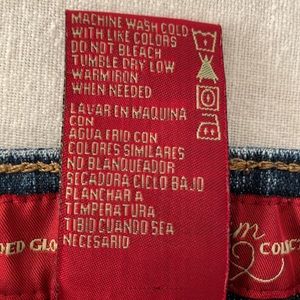 MACHINE WASH COLD
WITH LIKE COLORS
DO NOT BLEACH
TUMBLE DRY LOW
WARM IRON
WHEN NEEDED
LAVAR EN MAQUINA
CON
AGUA FRIO CON
COLORES SIMILARES
NO BLANQUEADOR
SECADORA CICLO BAJO
PLANCHAR A
TEMPERATURA
TIBIO CUANDO SEA
NECESARIO